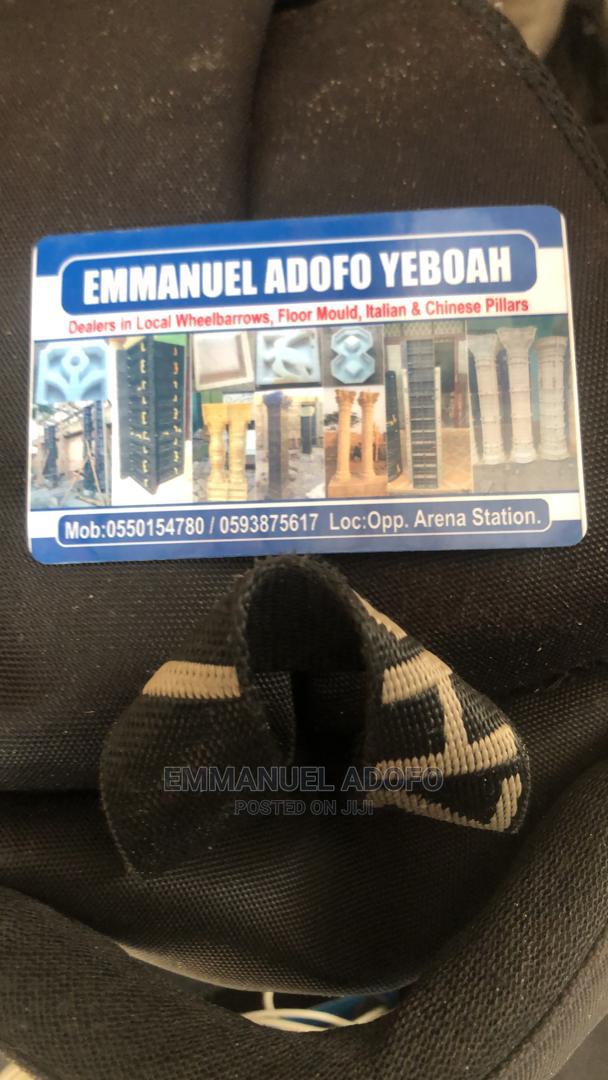 EMMANUEL ADOFO YEBOAH
Dealers in Local Wheelbarrows, Floor Mould, Italian & Chinese Pillars
Mob:0550154780 / 0593875617 Loc:Opp. Arena Station.
EMMANUEL ADOFO
POSTED ON JIJI